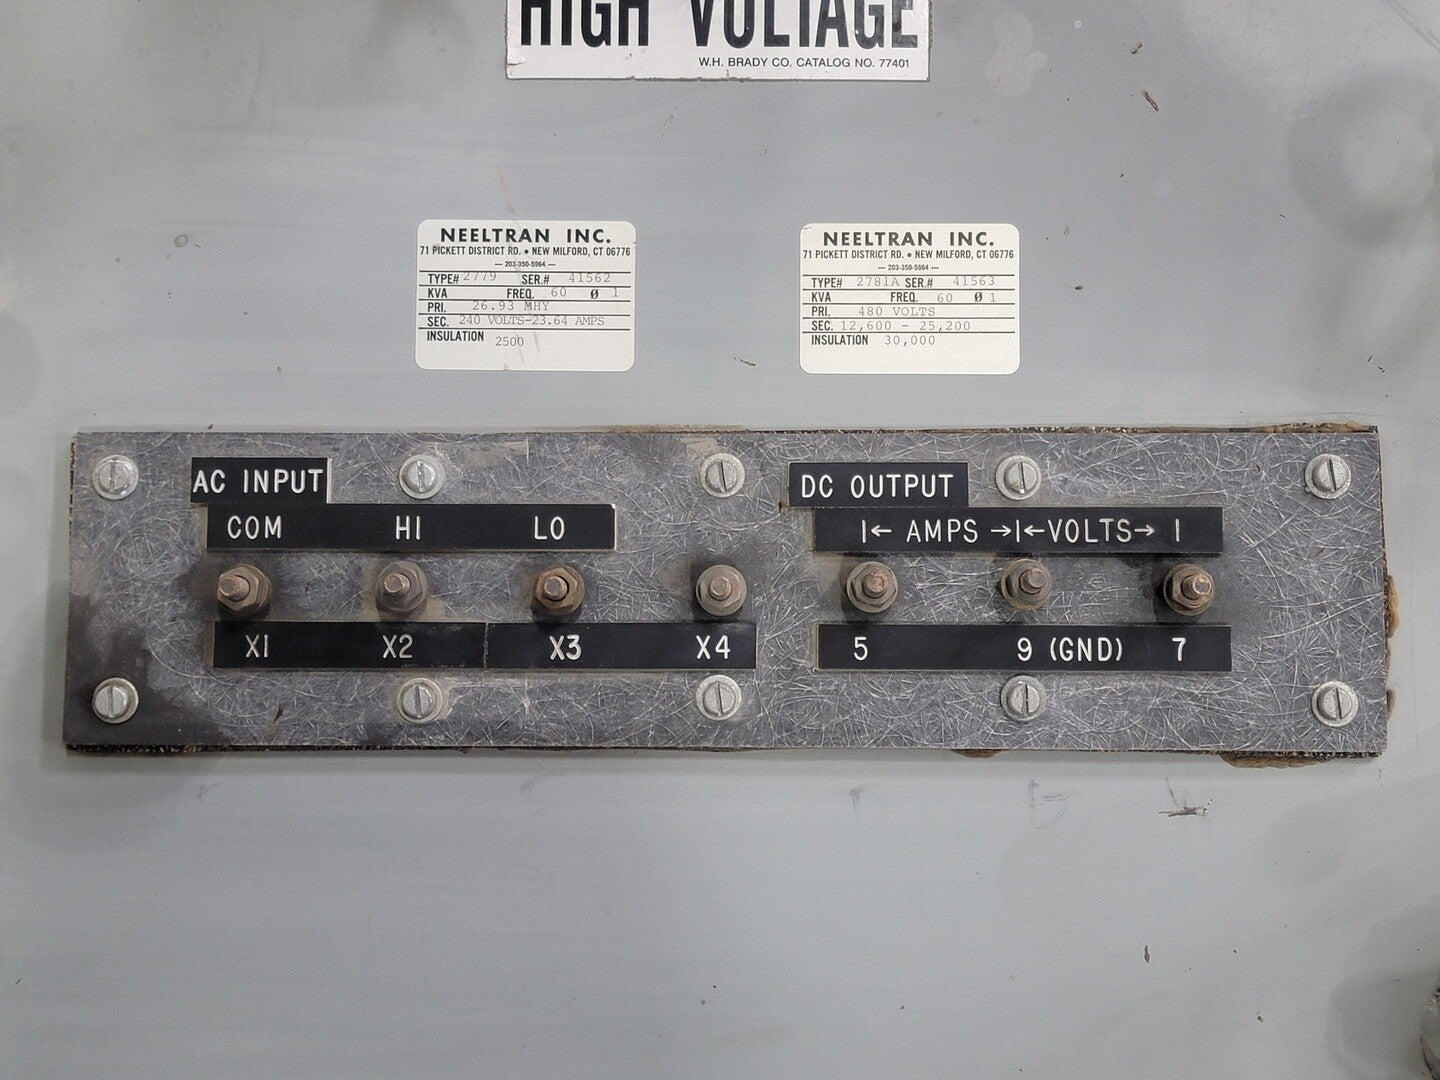 HIGH VOLTAGE
W.H. BRADY CO. CATALOG NO. 77401
NEELTRAN INC.
71 PICKETT DISTRICT RD. • NEW MILFORD, CT 06776
— 203-350-5964 —
TYPE# 2779 SER.# 41562
KVA FREQ. 60 Ø 1
PRI. 26.93 MHY
SEC. 240 VOLTS-23.64 AMPS
INSULATION 2500
NEELTRAN INC.
71 PICKETT DISTRICT RD. • NEW MILFORD, CT 06776
— 203-350-5964 —
TYPE# 2781A SER.# 41563
KVA FREQ. 60 Ø 1
PRI. 480 VOLTS
SEC. 12,600 - 25,200
INSULATION 30,000
AC INPUT
COM HI LO
X1 X2 X3 X4
DC OUTPUT
I← AMPS →I←VOLTS→ I
5 9 (GND) 7